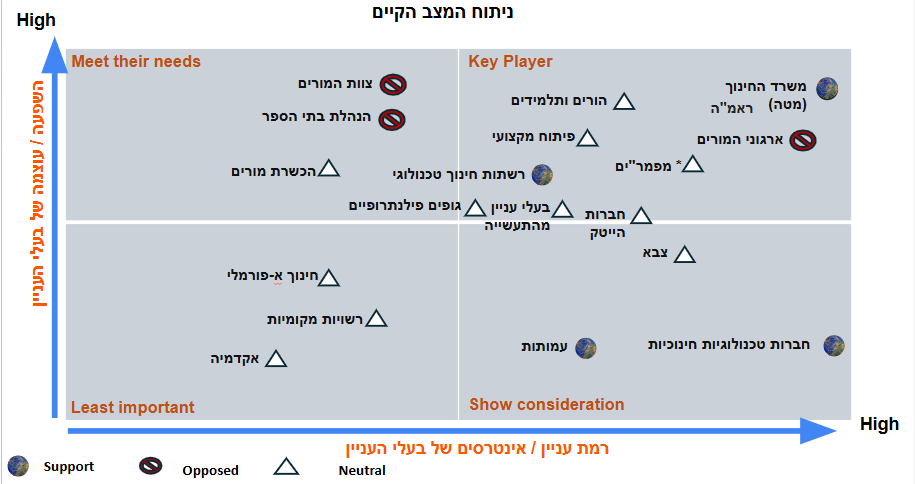 ניתוח המצב הקיים
High
Meet their needs
Key Player
צוות המורים
הנהלת בתי הספר
הכשרת מורים
גופים פילנתרופיים
משרד החינוך
(מטה) ראמ"ה
הורים ותלמידים
ארגוני המורים
פיתוח מקצועי
* מפמר"ים
רשתות חינוך טכנולוגי
בעלי עניין
מהתעשייה
חברות
הייטק
צבא
חינוך א-פורמלי
רשויות מקומיות
אקדמיה
עמותות
חברות טכנולוגיות חינוכיות
Least important
Show consideration
השפעה / עוצמה של בעלי העניין
High
רמת עניין / אינטרסים של בעלי העניין
Support
Opposed
Neutral